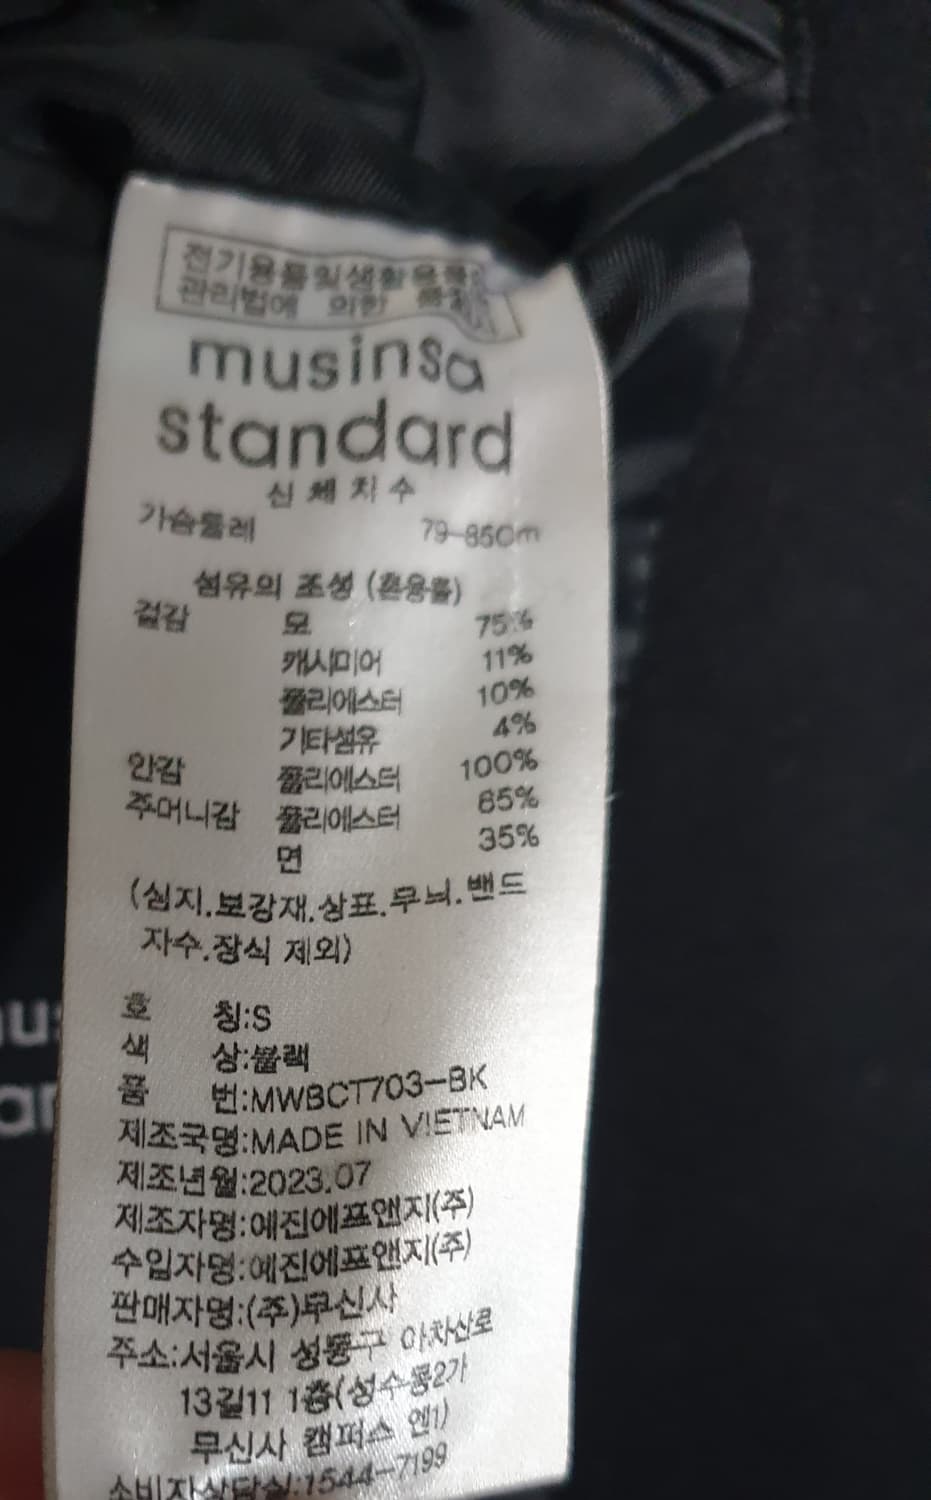 전기용품및생활용품
관리법에 의한 품질
musinsa
standard
신체치수
가슴둘레 79-85Cm
섬유의 조성 (혼용률)
겉감 모 75%
캐시미어 11%
폴리에스터 10%
기타섬유 4%
안감 폴리에스터 100%
주머니감 폴리에스터 65%
면 35%
(심지.보강재.상표.무늬.밴드
자수.장식 제외)
호 칭:S
색 상:블랙
품 번:MWBCT703-BK
제조국명:MADE IN VIETNAM
제조년월:2023.07
제조자명:예진에프앤지(주)
수입자명:예진에프앤지(주)
판매자명:(주)무신사
주소:서울시 성동구 아차산로
13길11 1층(성수동2가
무신사 캠퍼스 엔1)
소비자상담실:1544-7199